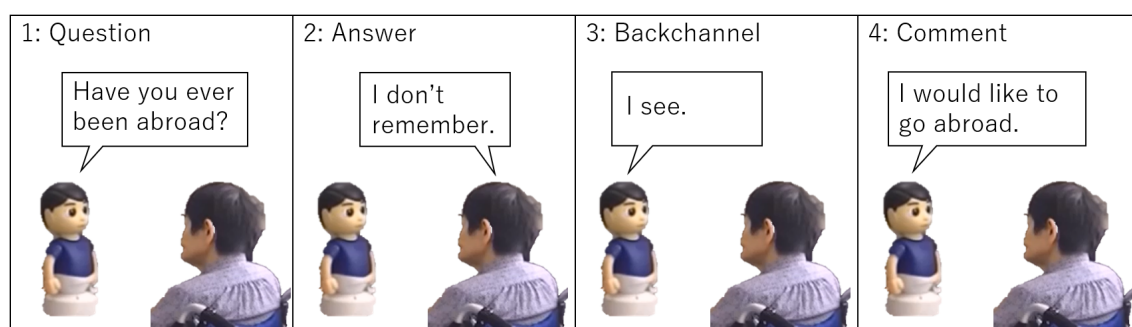 1: Question
Have you ever
been abroad?
2: Answer
I don't
remember.
3: Backchannel
I see.
4: Comment
I would like to
go abroad.